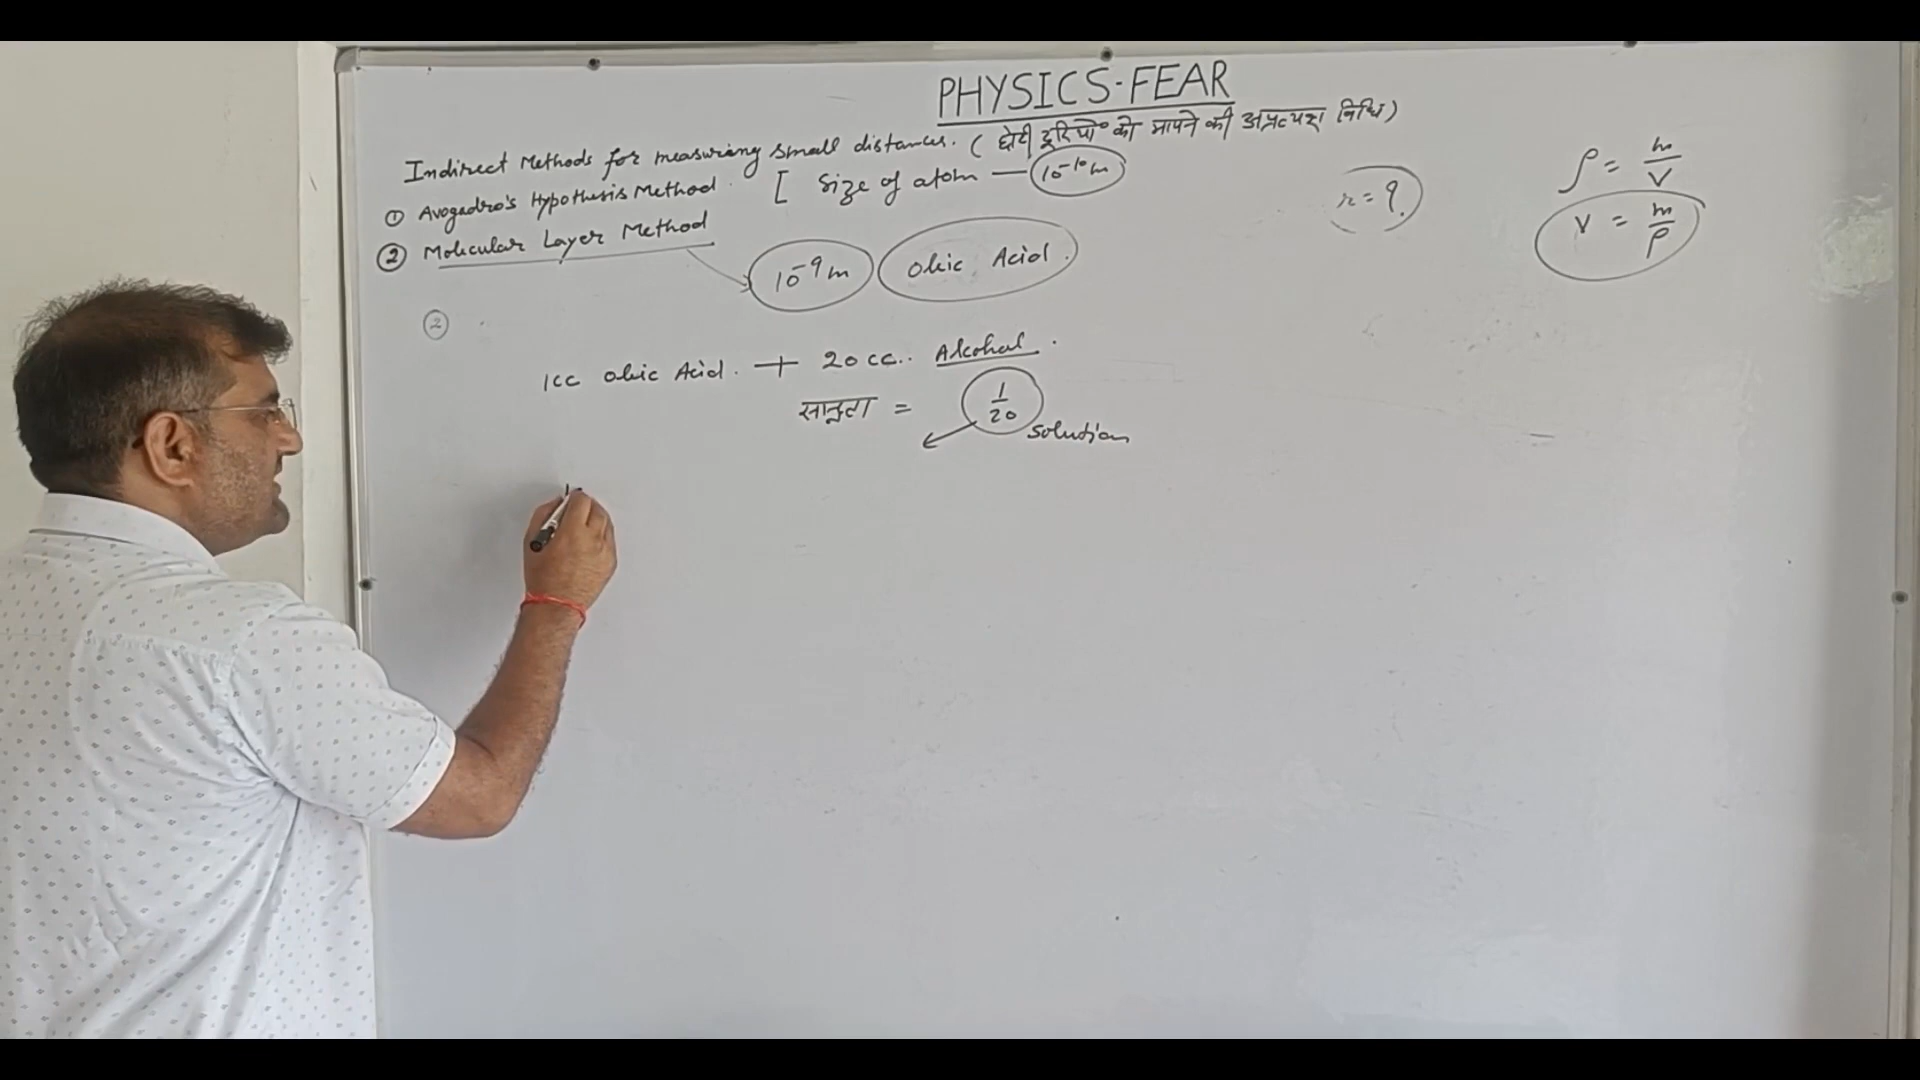 PHYSICS-FEAR
Indirect Methods for measuring small distances. (छोटी दूरियों को मापने की अप्रत्यक्ष विधि)
① Avogadro's Hypothesis Method. [ Size of atom — 10⁻¹⁰m
② Molecular Layer Method
10⁻⁹m Oleic Acid.
r = ?
ρ = m/V
V = m/ρ
②
1cc Oleic Acid. + 20cc.. Alcohal.
सान्द्रता = 1/20 solution